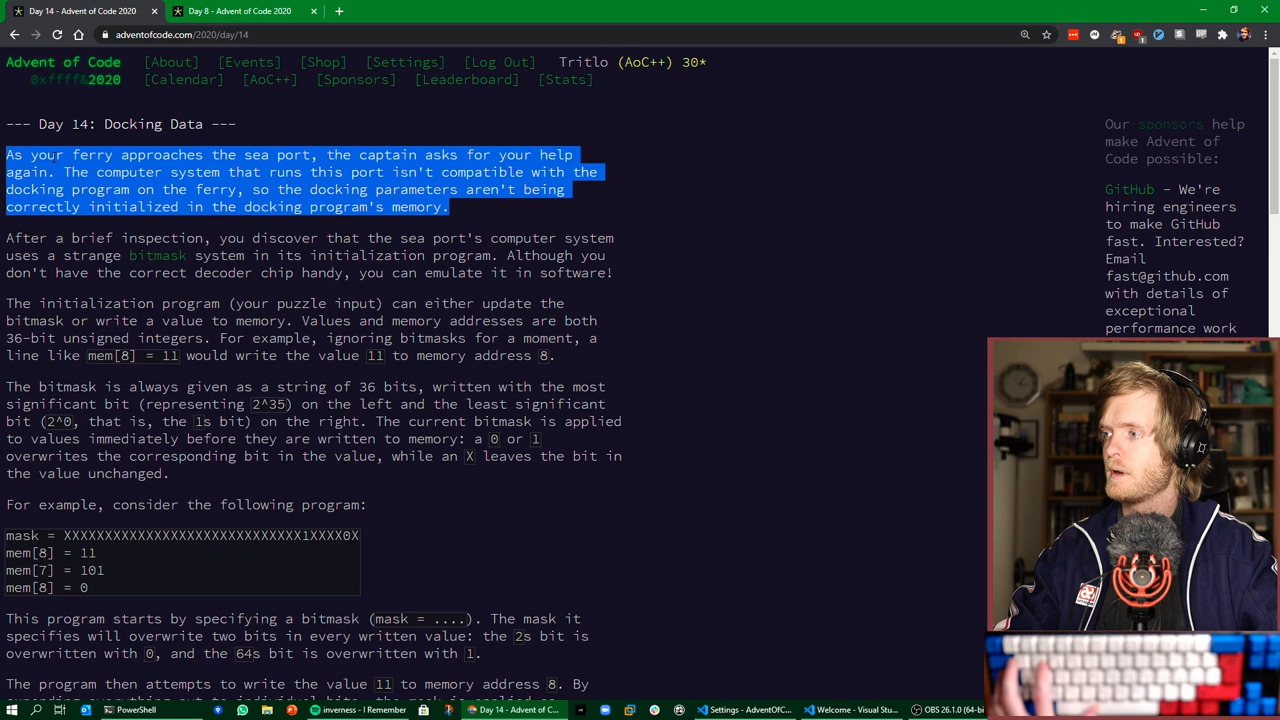 Day 14 - Advent of Code 2020
Day 8 - Advent of Code 2020
adventofcode.com/2020/day/14
Advent of Code [About] [Events] [Shop] [Settings] [Log Out] Tritlo (AoC++) 30*
0xffff&2020 [Calendar] [AoC++] [Sponsors] [Leaderboard] [Stats]
--- Day 14: Docking Data ---
As your ferry approaches the sea port, the captain asks for your help
again. The computer system that runs this port isn't compatible with the
docking program on the ferry, so the docking parameters aren't being
correctly initialized in the docking program's memory.
After a brief inspection, you discover that the sea port's computer system
uses a strange bitmask system in its initialization program. Although you
don't have the correct decoder chip handy, you can emulate it in software!
The initialization program (your puzzle input) can either update the
bitmask or write a value to memory. Values and memory addresses are both
36-bit unsigned integers. For example, ignoring bitmasks for a moment, a
line like mem[8] = 11 would write the value 11 to memory address 8.
The bitmask is always given as a string of 36 bits, written with the most
significant bit (representing 2^35) on the left and the least significant
bit (2^0, that is, the 1s bit) on the right. The current bitmask is applied
to values immediately before they are written to memory: a 0 or 1
overwrites the corresponding bit in the value, while an X leaves the bit in
the value unchanged.
For example, consider the following program:
mask = XXXXXXXXXXXXXXXXXXXXXXXXXXXXX1XXXX0X
mem[8] = 11
mem[7] = 101
mem[8] = 0
This program starts by specifying a bitmask (mask = ....). The mask it
specifies will overwrite two bits in every written value: the 2s bit is
overwritten with 0, and the 64s bit is overwritten with 1.
The program then attempts to write the value 11 to memory address 8. By
Our sponsors help
make Advent of
Code possible:
GitHub - We're
hiring engineers
to make GitHub
fast. Interested?
Email
fast@github.com
with details of
exceptional
performance work
PowerShell
inverness - I Remember
Day 14 - Advent of C...
Settings - AdventOfC...
Welcome - Visual Stu...
OBS 26.1.0 (64-bi